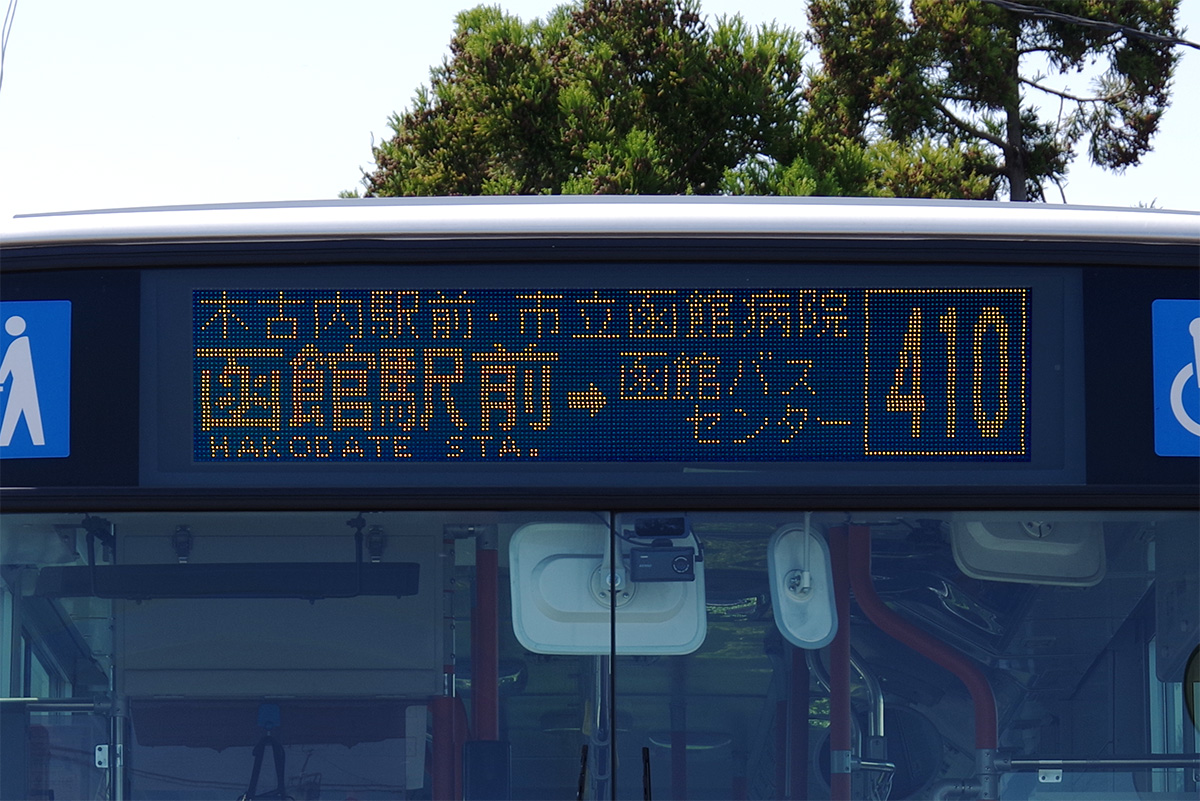 木古内駅前・市立函館病院
函館駅前➡函館バス
センター
HAKODATE STA.
410